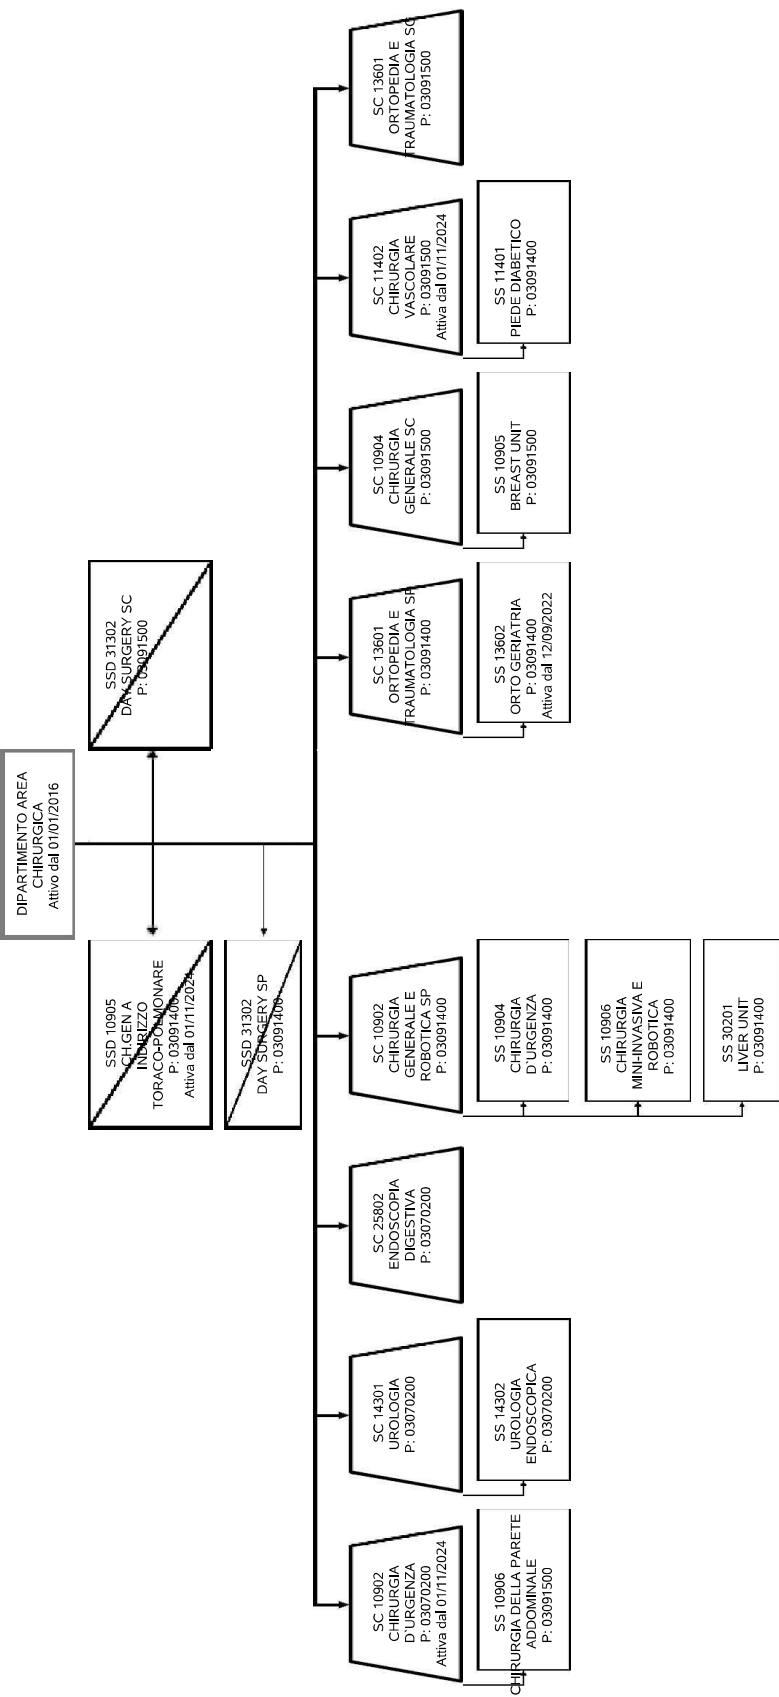 DIPARTIMENTO AREA
CHIRURGICA
Attivo dal 01/01/2016
SSD 10905
CH.GEN A
INDIRIZZO
TORACO-POLMONARE
P: 03091400
Attiva dal 01/11/2024
SSD 31302
DAY SURGERY SC
P: 03091500
SSD 31302
DAY SURGERY SP
P: 03091400
SC 10902
CHIRURGIA
D`URGENZA
P: 03070200
Attiva dal 01/11/2024
SC 14301
UROLOGIA
P: 03070200
SC 25802
ENDOSCOPIA
DIGESTIVA
P: 03070200
SC 10902
CHIRURGIA
GENERALE E
ROBOTICA SP
P: 03091400
SC 13601
ORTOPEDIA E
TRAUMATOLOGIA SP
P: 03091400
SC 10904
CHIRURGIA
GENERALE SC
P: 03091500
SC 11402
CHIRURGIA
VASCOLARE
P: 03091500
Attiva dal 01/11/2024
SC 13601
ORTOPEDIA E
TRAUMATOLOGIA SC
P: 03091500
SS 10906
CHIRURGIA DELLA PARETE
ADDOMINALE
P: 03091500
SS 14302
UROLOGIA
ENDOSCOPICA
P: 03070200
SS 10904
CHIRURGIA
D`URGENZA
P: 03091400
SS 13602
ORTO GERIATRIA
P: 03091400
Attiva dal 12/09/2022
SS 10905
BREAST UNIT
P: 03091500
SS 11401
PIEDE DIABETICO
P: 03091400
SS 10906
CHIRURGIA
MINI-INVASIVA E
ROBOTICA
P: 03091400
SS 30201
LIVER UNIT
P: 03091400